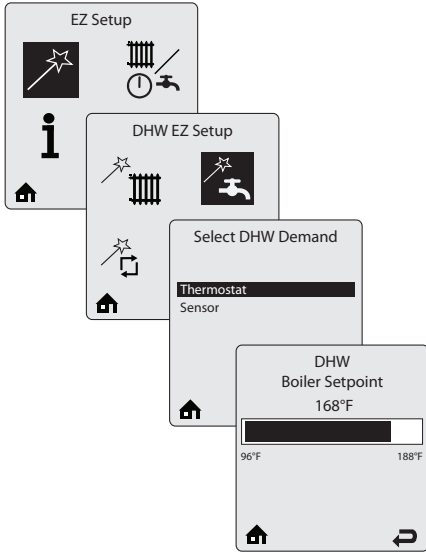 EZ Setup
DHW EZ Setup
Select DHW Demand
Thermostat
Sensor
DHW
Boiler Setpoint
168°F
96°F 188°F